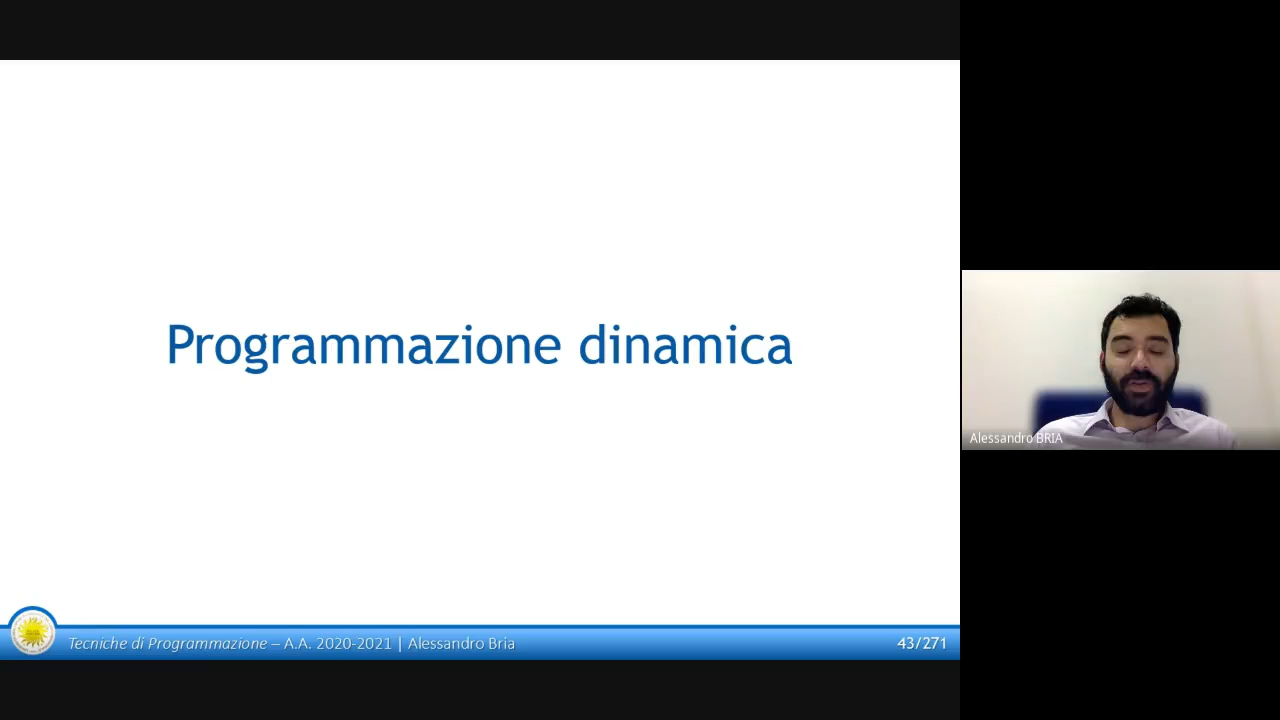 Programmazione dinamica
Alessandro BRIA
Tecniche di Programmazione – A.A. 2020-2021 | Alessandro Bria
43/271